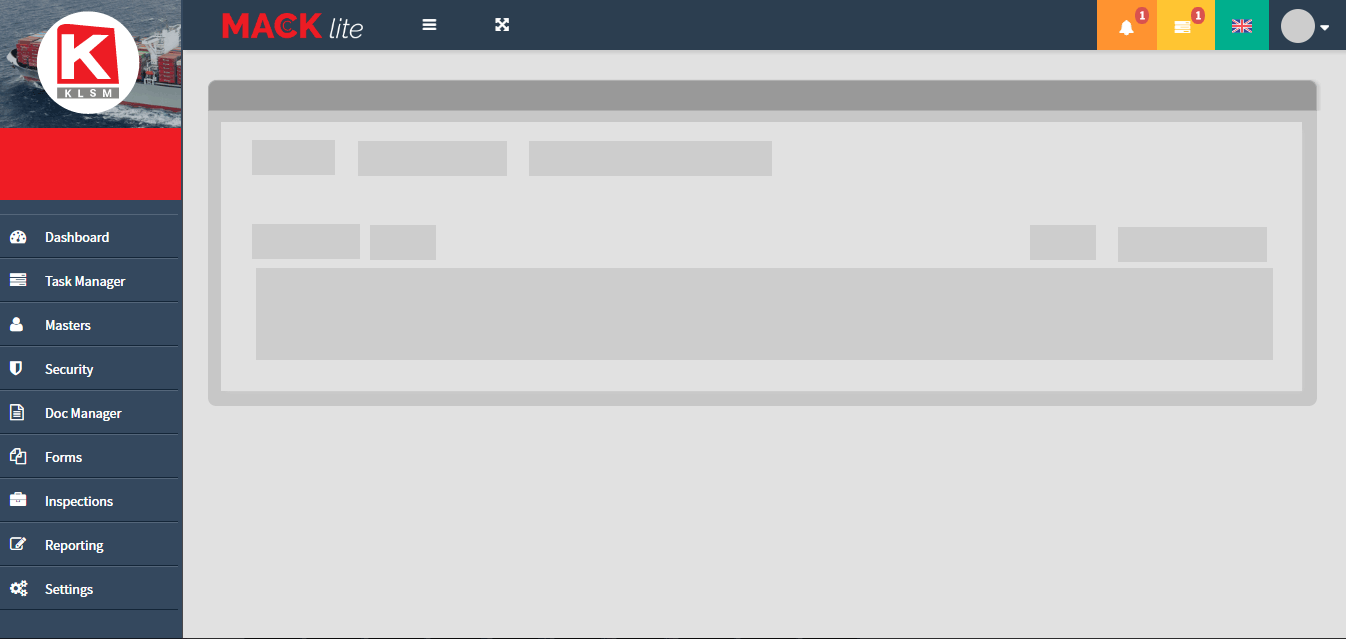 K
KLSM
MACK lite
1
1
Dashboard
Task Manager
Masters
Security
Doc Manager
Forms
Inspections
Reporting
Settings